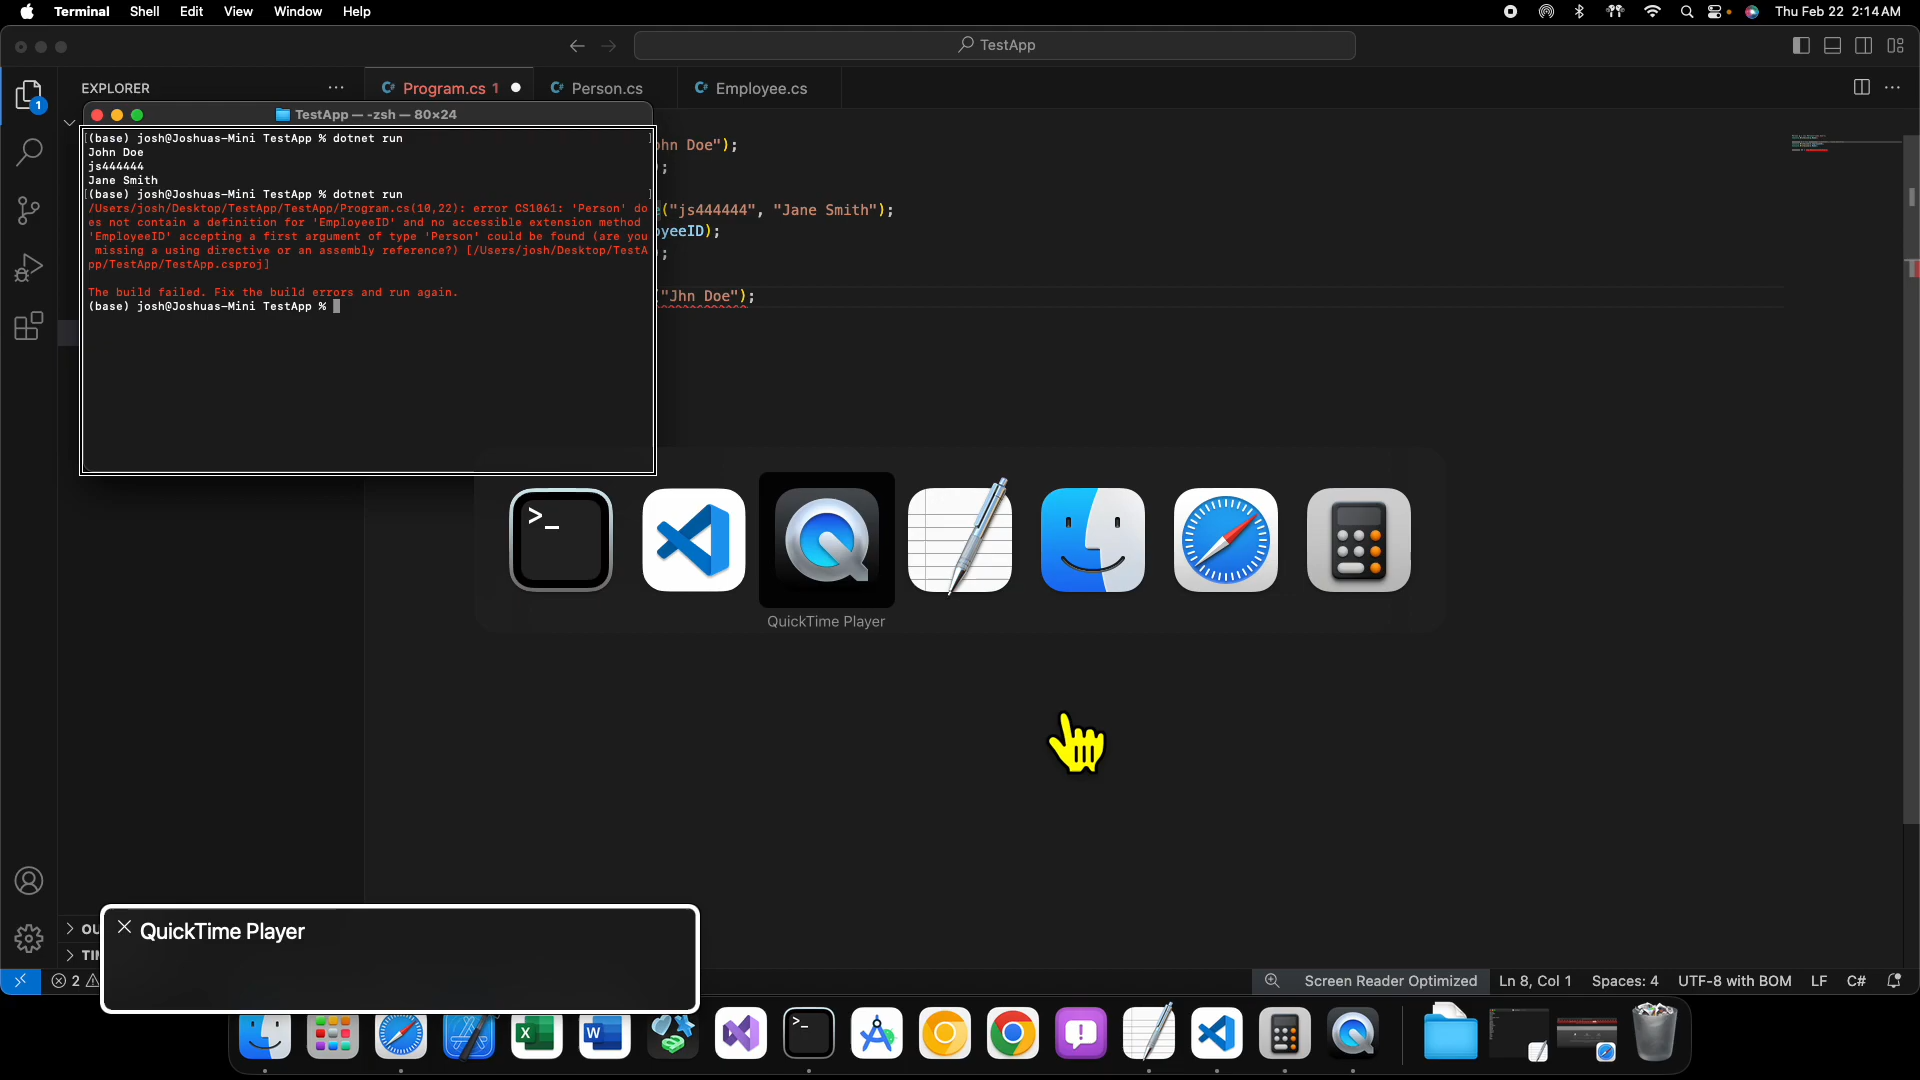 Terminal Shell Edit View Window Help
Thu Feb 22 2:14 AM
TestApp
EXPLORER
1
Program.cs 1
Person.cs
Employee.cs
TestApp — -zsh — 80×24
[(base) josh@Joshuas-Mini TestApp % dotnet run ]
John Doe
js444444
Jane Smith
[(base) josh@Joshuas-Mini TestApp % dotnet run ]
/Users/josh/Desktop/TestApp/TestApp/Program.cs(10,22): error CS1061: 'Person' do
es not contain a definition for 'EmployeeID' and no accessible extension method
'EmployeeID' accepting a first argument of type 'Person' could be found (are you
 missing a using directive or an assembly reference?) [/Users/josh/Desktop/TestA
pp/TestApp/TestApp.csproj]
The build failed. Fix the build errors and run again.
(base) josh@Joshuas-Mini TestApp %
hn Doe");
;
("js444444", "Jane Smith");
yeeID);
;
("Jhn Doe");
>_
QuickTime Player
OU
TI
QuickTime Player
2
Screen Reader Optimized
Ln 8, Col 1
Spaces: 4
UTF-8 with BOM
LF
C#